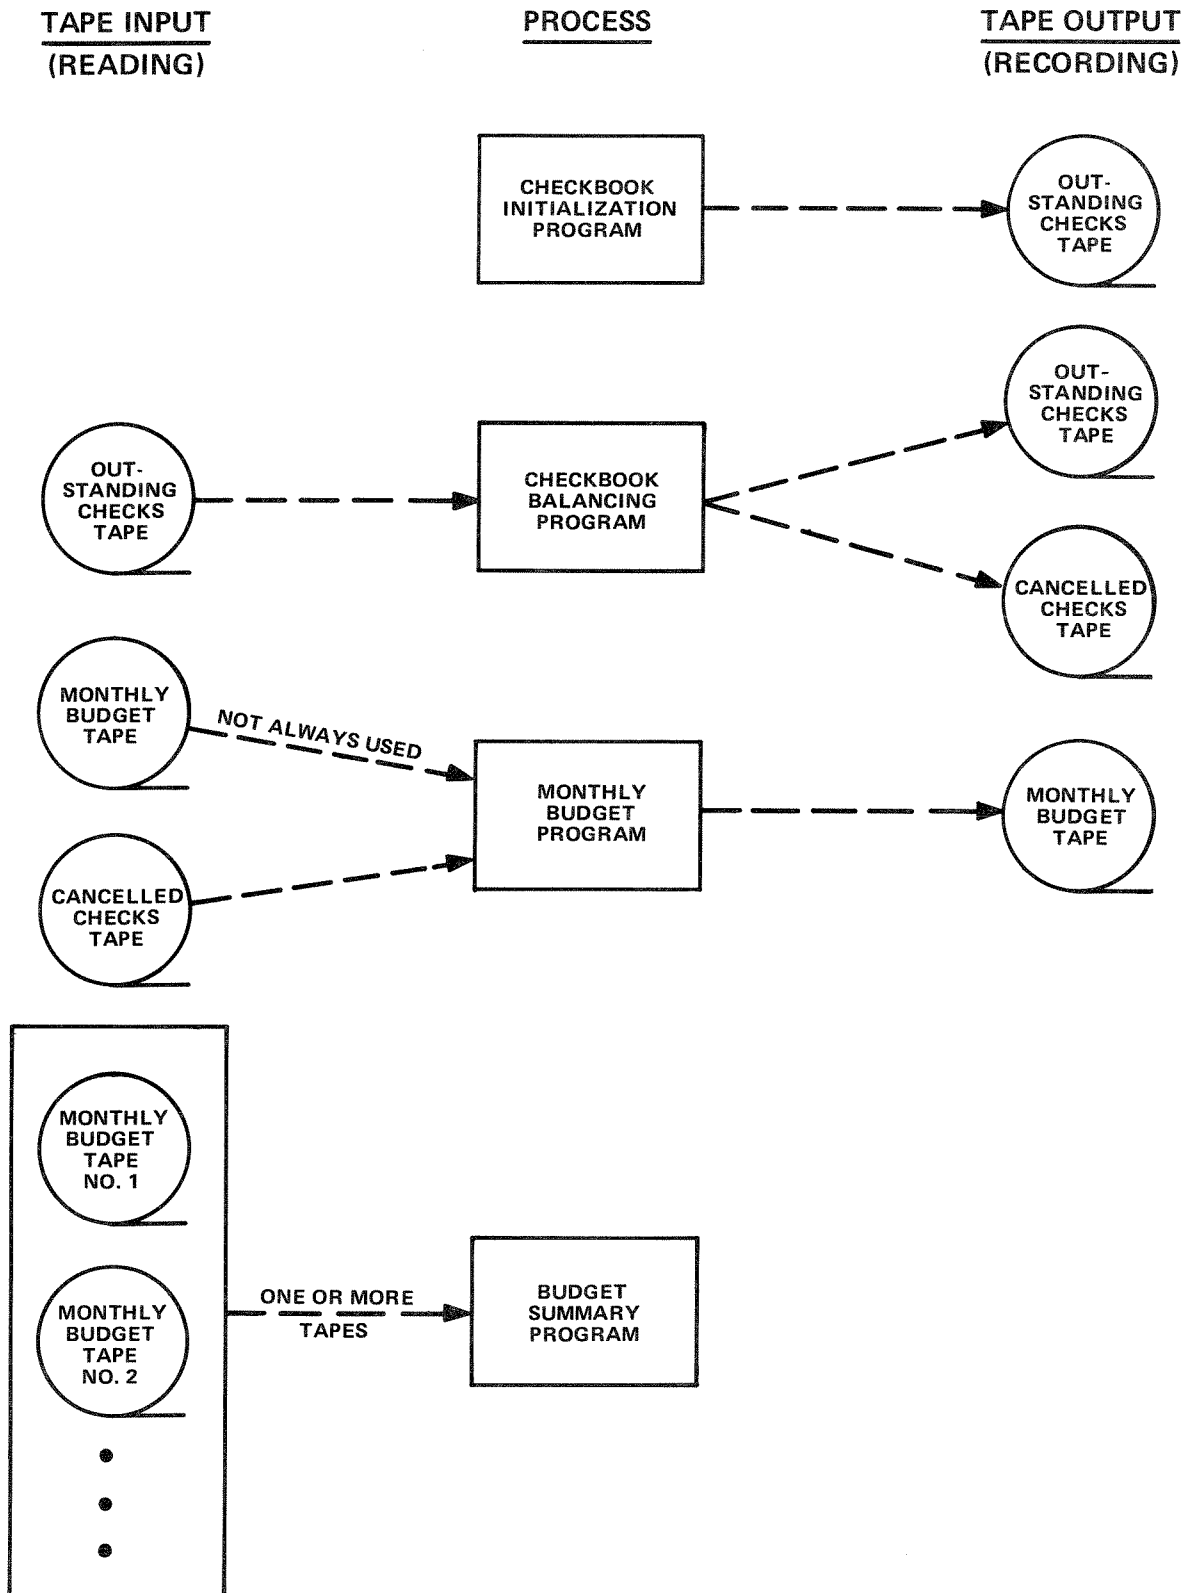 TAPE INPUT
(READING)
PROCESS
TAPE OUTPUT
(RECORDING)
CHECKBOOK
INITIALIZATION
PROGRAM
OUT-
STANDING
CHECKS
TAPE
OUT-
STANDING
CHECKS
TAPE
CHECKBOOK
BALANCING
PROGRAM
OUT-
STANDING
CHECKS
TAPE
CANCELLED
CHECKS
TAPE
MONTHLY
BUDGET
TAPE
NOT ALWAYS USED
CANCELLED
CHECKS
TAPE
MONTHLY
BUDGET
PROGRAM
MONTHLY
BUDGET
TAPE
MONTHLY
BUDGET
TAPE
NO. 1
MONTHLY
BUDGET
TAPE
NO. 2
ONE OR MORE
TAPES
BUDGET
SUMMARY
PROGRAM